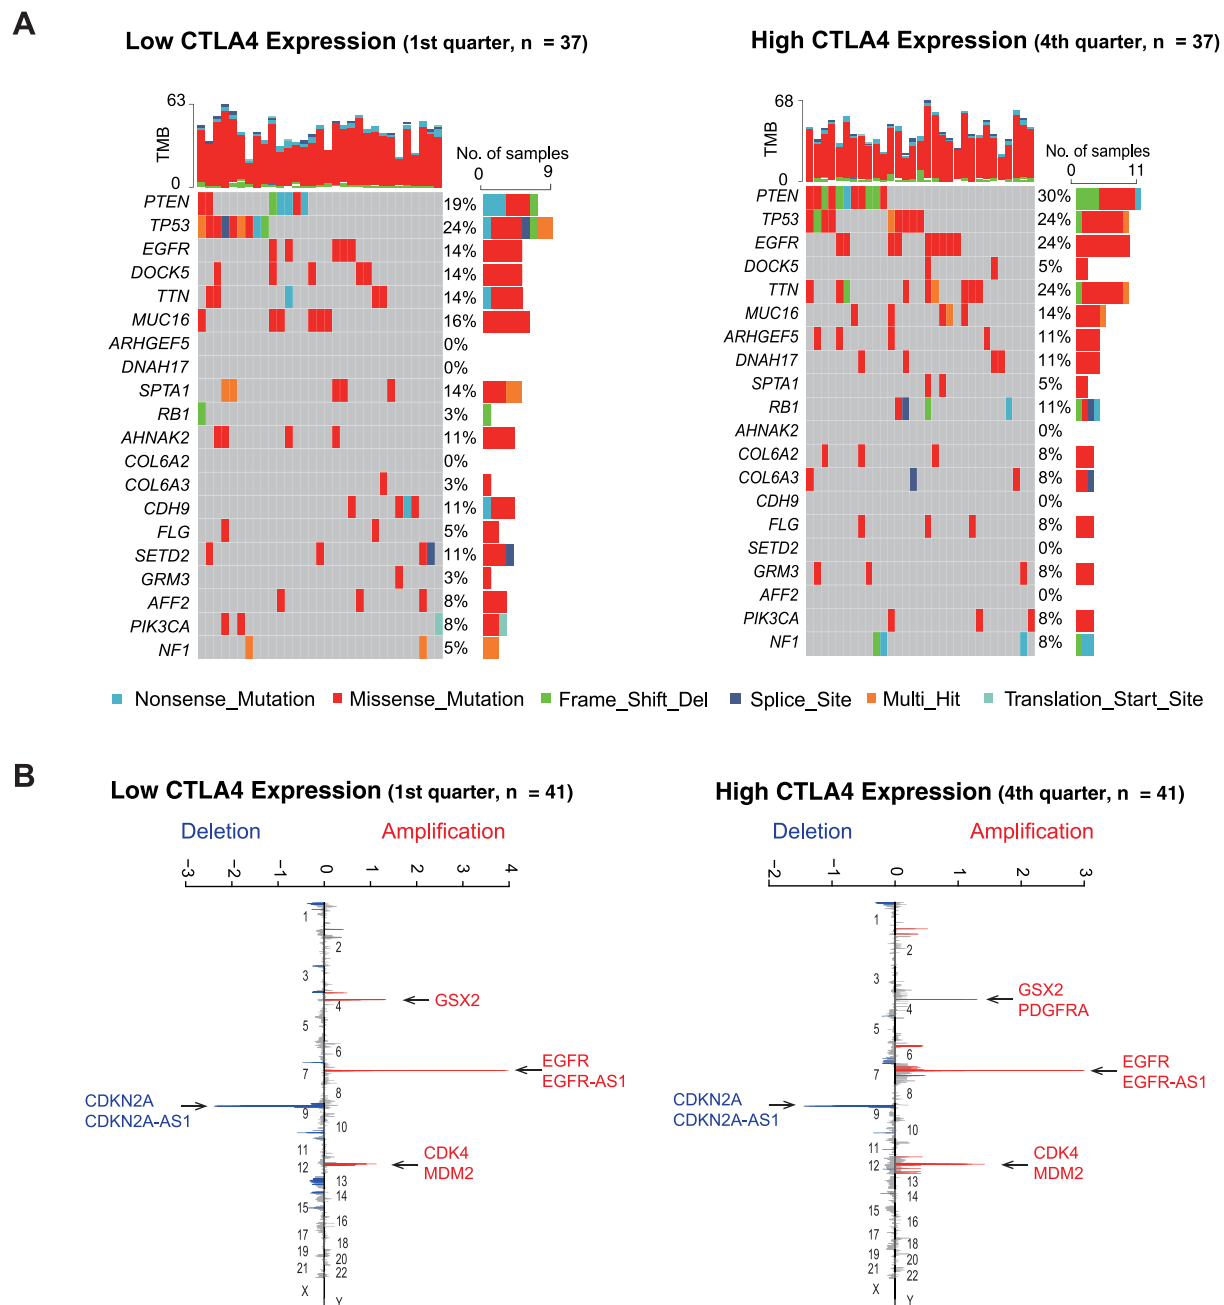 A
Low CTLA4 Expression (1st quarter, n = 37)
63
TMB
0
No. of samples
0 9
PTEN 19%
TP53 24%
EGFR 14%
DOCK5 14%
TTN 14%
MUC16 16%
ARHGEF5 0%
DNAH17 0%
SPTA1 14%
RB1 3%
AHNAK2 11%
COL6A2 0%
COL6A3 3%
CDH9 11%
FLG 5%
SETD2 11%
GRM3 3%
AFF2 8%
PIK3CA 8%
NF1 5%
High CTLA4 Expression (4th quarter, n = 37)
68
TMB
0
No. of samples
0 11
PTEN 30%
TP53 24%
EGFR 24%
DOCK5 5%
TTN 24%
MUC16 14%
ARHGEF5 11%
DNAH17 11%
SPTA1 5%
RB1 11%
AHNAK2 0%
COL6A2 8%
COL6A3 8%
CDH9 0%
FLG 8%
SETD2 0%
GRM3 8%
AFF2 0%
PIK3CA 8%
NF1 8%
Nonsense_Mutation Missense_Mutation Frame_Shift_Del Splice_Site Multi_Hit Translation_Start_Site
B
Low CTLA4 Expression (1st quarter, n = 41)
Deletion Amplification
−3 −2 −1 0 1 2 3 4
1
2
3
4
GSX2
5
6
7
EGFR
EGFR-AS1
8
CDKN2A
CDKN2A-AS1
9
10
11
12
CDK4
MDM2
13
14
15
16
17
18
19
20
21
22
X
Y
High CTLA4 Expression (4th quarter, n = 41)
Deletion Amplification
−2 −1 0 1 2 3
1
2
3
4
GSX2
PDGFRA
5
6
7
EGFR
EGFR-AS1
8
CDKN2A
CDKN2A-AS1
9
10
11
12
CDK4
MDM2
13
14
15
16
17
18
19
20
21
22
X
Y